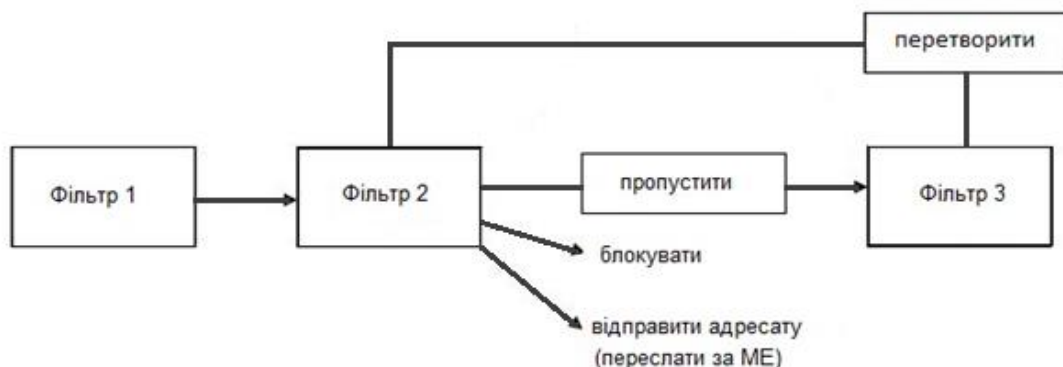 перетворити
Фільтр 1
Фільтр 2
пропустити
Фільтр 3
блокувати
відправити адресату
(переслати за МЕ)